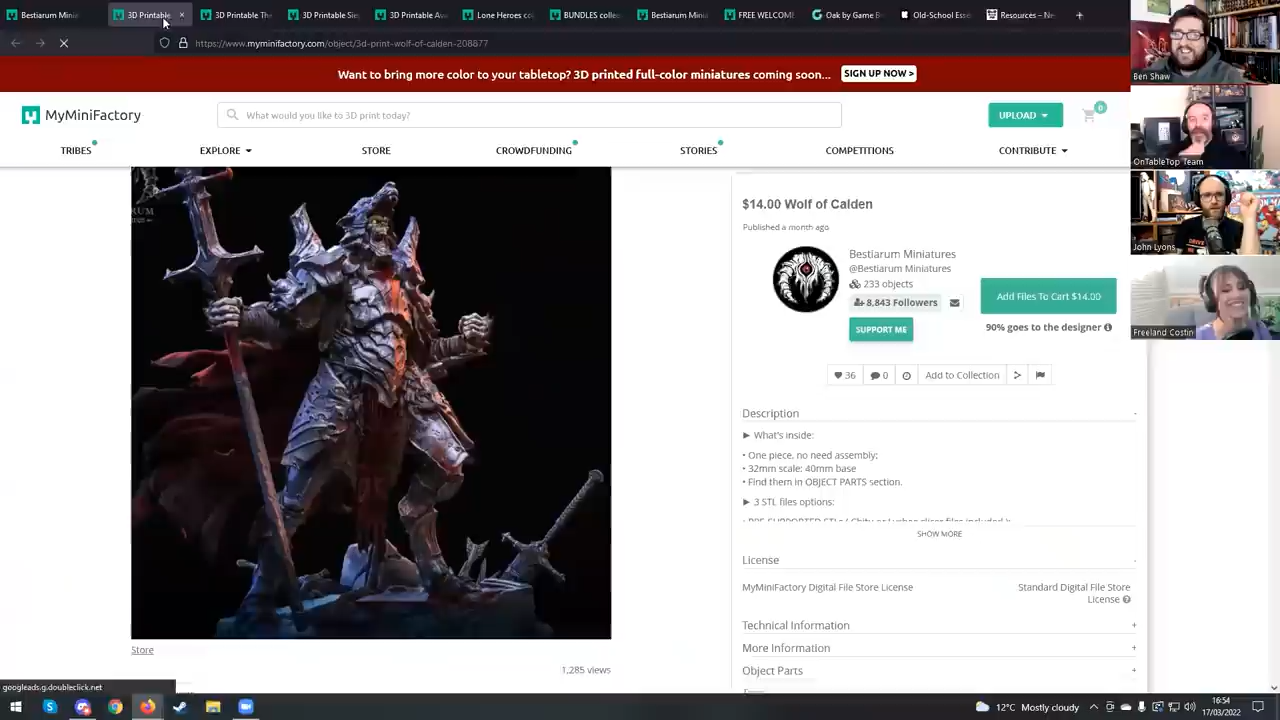 Bestiarum Mini
3D Printable
3D Printable The
3D Printable Sie
3D Printable Av
Lone Heroes co
BUNDLES collec
Bestiarum Mini
FREE WELCOME
Oak by Game B
Old-School Esse
Resources – Ne
https://www.myminifactory.com/object/3d-print-wolf-of-calden-208877
Want to bring more color to your tabletop? 3D printed full-color miniatures coming soon... SIGN UP NOW >
MyMiniFactory
What would you like to 3D print today?
UPLOAD
0
TRIBES EXPLORE STORE CROWDFUNDING STORIES COMPETITIONS CONTRIBUTE
Ben Shaw
OnTableTop Team
John Lyons
Freeland Costin
$14.00 Wolf of Calden
Published a month ago
Bestiarum Miniatures
@Bestiarum Miniatures
233 objects
8,843 Followers
SUPPORT ME
Add Files To Cart $14.00
90% goes to the designer
36 0 Add to Collection
Description -
► What's inside:
• One piece, no need assembly;
• 32mm scale: 40mm base
• Find them in OBJECT PARTS section.
► 3 STL files options:
SHOW MORE
License -
MyMiniFactory Digital File Store License
Standard Digital File Store
License
Technical Information +
More Information +
Object Parts +
Store
1,285 views
googleads.g.doubleclick.net
12°C Mostly cloudy
16:54
17/03/2022